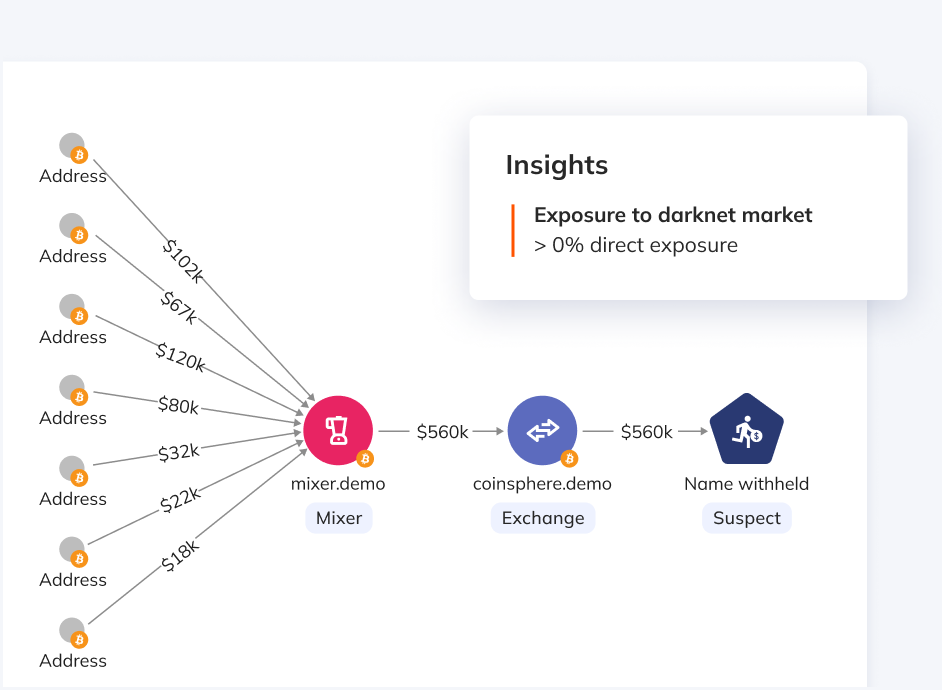 Insights
Exposure to darknet market
> 0% direct exposure
Address
$102k
Address
$67k
Address
$120k
Address
$80k
Address
$32k
Address
$22k
Address
$18k
mixer.demo
Mixer
$560k
coinsphere.demo
Exchange
$560k
Name withheld
Suspect